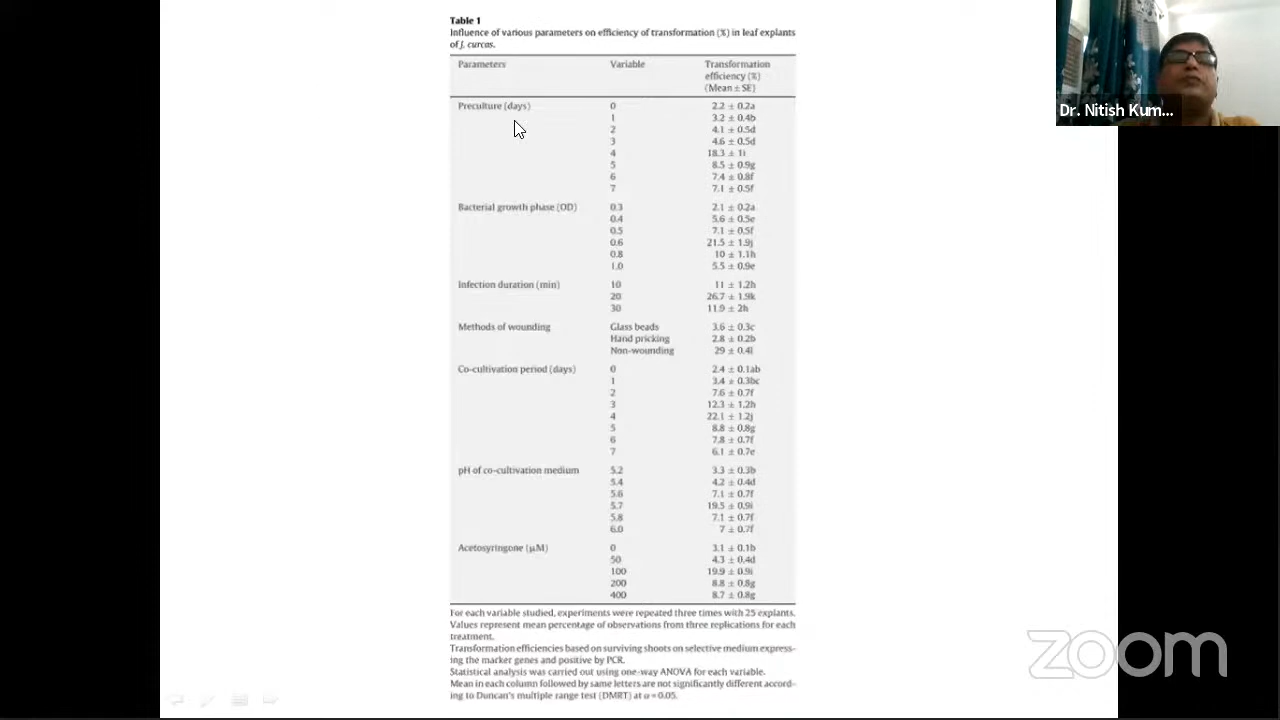 Table 1
Influence of various parameters on efficiency of transformation (%) in leaf explants
of J. curcas.
Parameters Variable Transformation
efficiency (%)
(Mean ± SE)
Preculture (days) 0 2.2 ± 0.2a
1 3.2 ± 0.4b
2 4.1 ± 0.5d
3 4.6 ± 0.5d
4 18.3 ± 1i
5 8.5 ± 0.9g
6 7.4 ± 0.8f
7 7.1 ± 0.5f
Bacterial growth phase (OD) 0.3 2.1 ± 0.2a
0.4 5.6 ± 0.5e
0.5 7.1 ± 0.5f
0.6 21.5 ± 1.9j
0.8 10 ± 1.1h
1.0 5.5 ± 0.9e
Infection duration (min) 10 11 ± 1.2h
20 26.7 ± 1.9k
30 11.9 ± 2h
Methods of wounding Glass beads 3.6 ± 0.3c
Hand pricking 2.8 ± 0.2b
Non-wounding 29 ± 0.4l
Co-cultivation period (days) 0 2.4 ± 0.1ab
1 3.4 ± 0.3bc
2 7.6 ± 0.7f
3 12.3 ± 1.2h
4 22.1 ± 1.2j
5 8.8 ± 0.8g
6 7.8 ± 0.7f
7 6.1 ± 0.7e
pH of co-cultivation medium 5.2 3.3 ± 0.3b
5.4 4.2 ± 0.4d
5.6 7.1 ± 0.7f
5.7 19.5 ± 0.9i
5.8 7.1 ± 0.7f
6.0 7 ± 0.7f
Acetosyringone (μM) 0 3.1 ± 0.1b
50 4.3 ± 0.4d
100 19.9 ± 0.9i
200 8.8 ± 0.8g
400 8.7 ± 0.8g
For each variable studied, experiments were repeated three times with 25 explants.
Values represent mean percentage of observations from three replications for each
treatment.
Transformation efficiencies based on surviving shoots on selective medium express-
ing the marker genes and positive by PCR.
Statistical analysis was carried out using one-way ANOVA for each variable.
Mean in each column followed by same letters are not significantly different accord-
ing to Duncan's multiple range test (DMRT) at α = 0.05.
Dr. Nitish Kum...
zoom